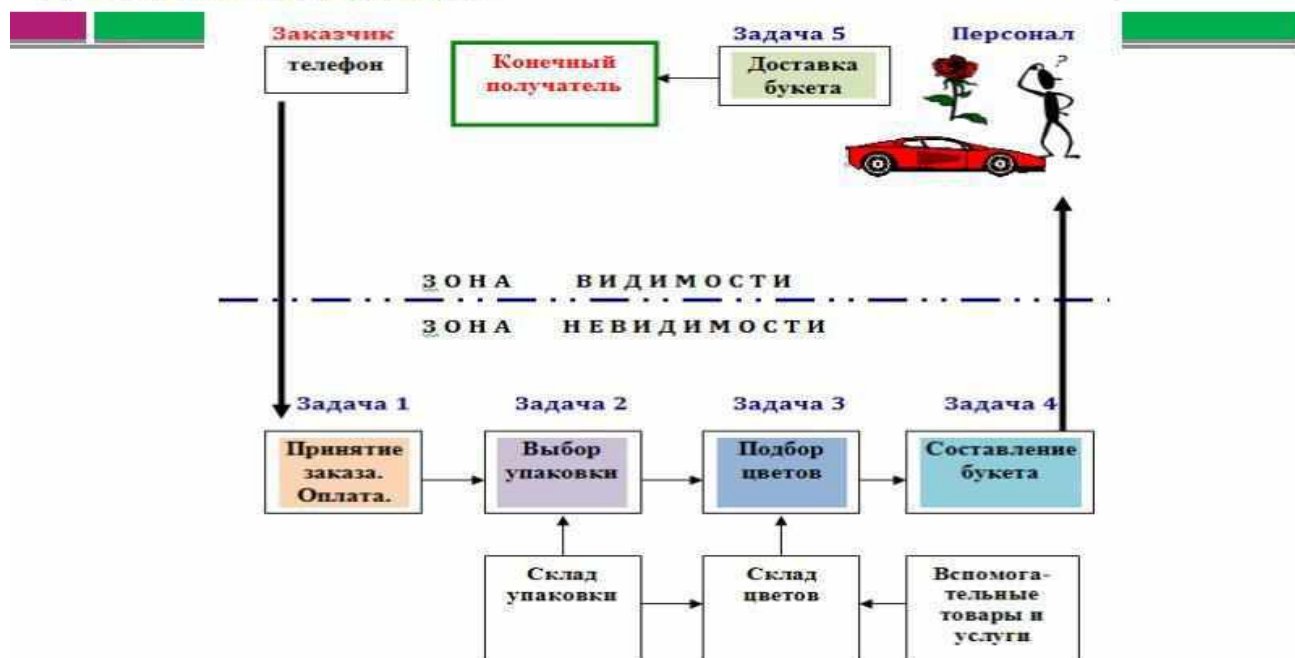 Заказчик
телефон
Конечный
получатель
Задача 5
Доставка
букета
Персонал
?
ЗОНА ВИДИМОСТИ
ЗОНА НЕВИДИМОСТИ
Задача 1
Принятие
заказа.
Оплата.
Задача 2
Выбор
упаковки
Задача 3
Подбор
цветов
Задача 4
Составление
букета
Склад
упаковки
Склад
цветов
Вспомога-
тельные
товары и
услуги